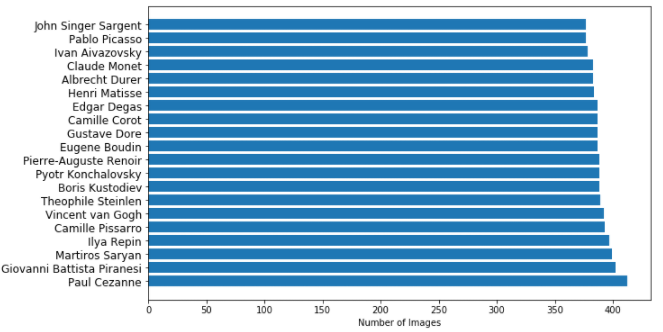 John Singer Sargent
Pablo Picasso
Ivan Aivazovsky
Claude Monet
Albrecht Durer
Henri Matisse
Edgar Degas
Camille Corot
Gustave Dore
Eugene Boudin
Pierre-Auguste Renoir
Pyotr Konchalovsky
Boris Kustodiev
Theophile Steinlen
Vincent van Gogh
Camille Pissarro
Ilya Repin
Martiros Saryan
Giovanni Battista Piranesi
Paul Cezanne
0 50 100 150 200 250 300 350 400
Number of Images